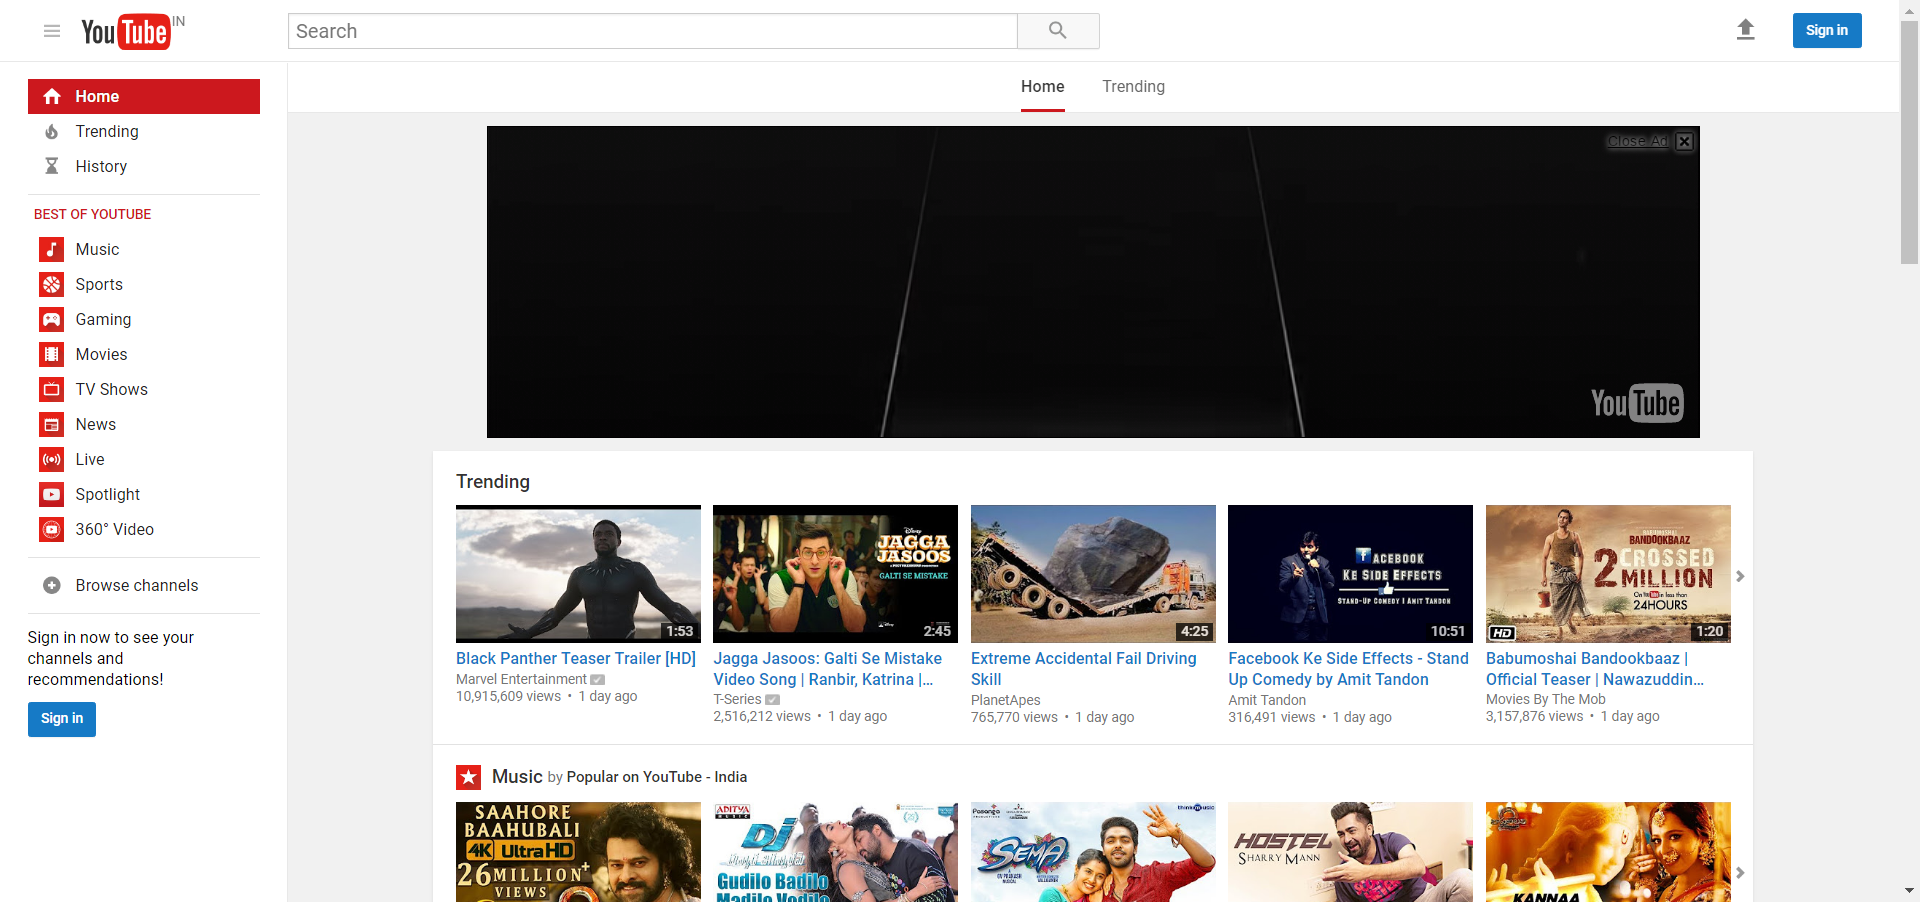 YouTube IN
Search
Sign in
Home
Trending
History
BEST OF YOUTUBE
Music
Sports
Gaming
Movies
TV Shows
News
Live
Spotlight
360° Video
Browse channels
Sign in now to see your
channels and
recommendations!
Sign in
Home Trending
Close Ad
YouTube
Trending
1:53
Black Panther Teaser Trailer [HD]
Marvel Entertainment
10,915,609 views • 1 day ago
Disney
JAGGA
JASOOS
GALTI SE MISTAKE
2:45
Jagga Jasoos: Galti Se Mistake
Video Song | Ranbir, Katrina |...
T-Series
2,516,212 views • 1 day ago
4:25
Extreme Accidental Fail Driving
Skill
PlanetApes
765,770 views • 1 day ago
FACEBOOK
KE SIDE EFFECTS
STAND-UP COMEDY I AMIT TANDON
10:51
Facebook Ke Side Effects - Stand
Up Comedy by Amit Tandon
Amit Tandon
316,491 views • 1 day ago
BABUMOSHAI
BANDOOKBAAZ
2 CROSSED
MILLION
On YouTube in less than
24HOURS
HD
1:20
Babumoshai Bandookbaaz |
Official Teaser | Nawazuddin...
Movies By The Mob
3,157,876 views • 1 day ago
Music by Popular on YouTube - India
SAAHORE
BAAHUBALI
4K UltraHD
26 MILLION+
VIEWS
ADITYA
MUSIC
DJ
Gudilo Badilo
Madilo Vodilo
thinkmusic
SEMA
HOSTEL
SHARRY MANN
KANNAA